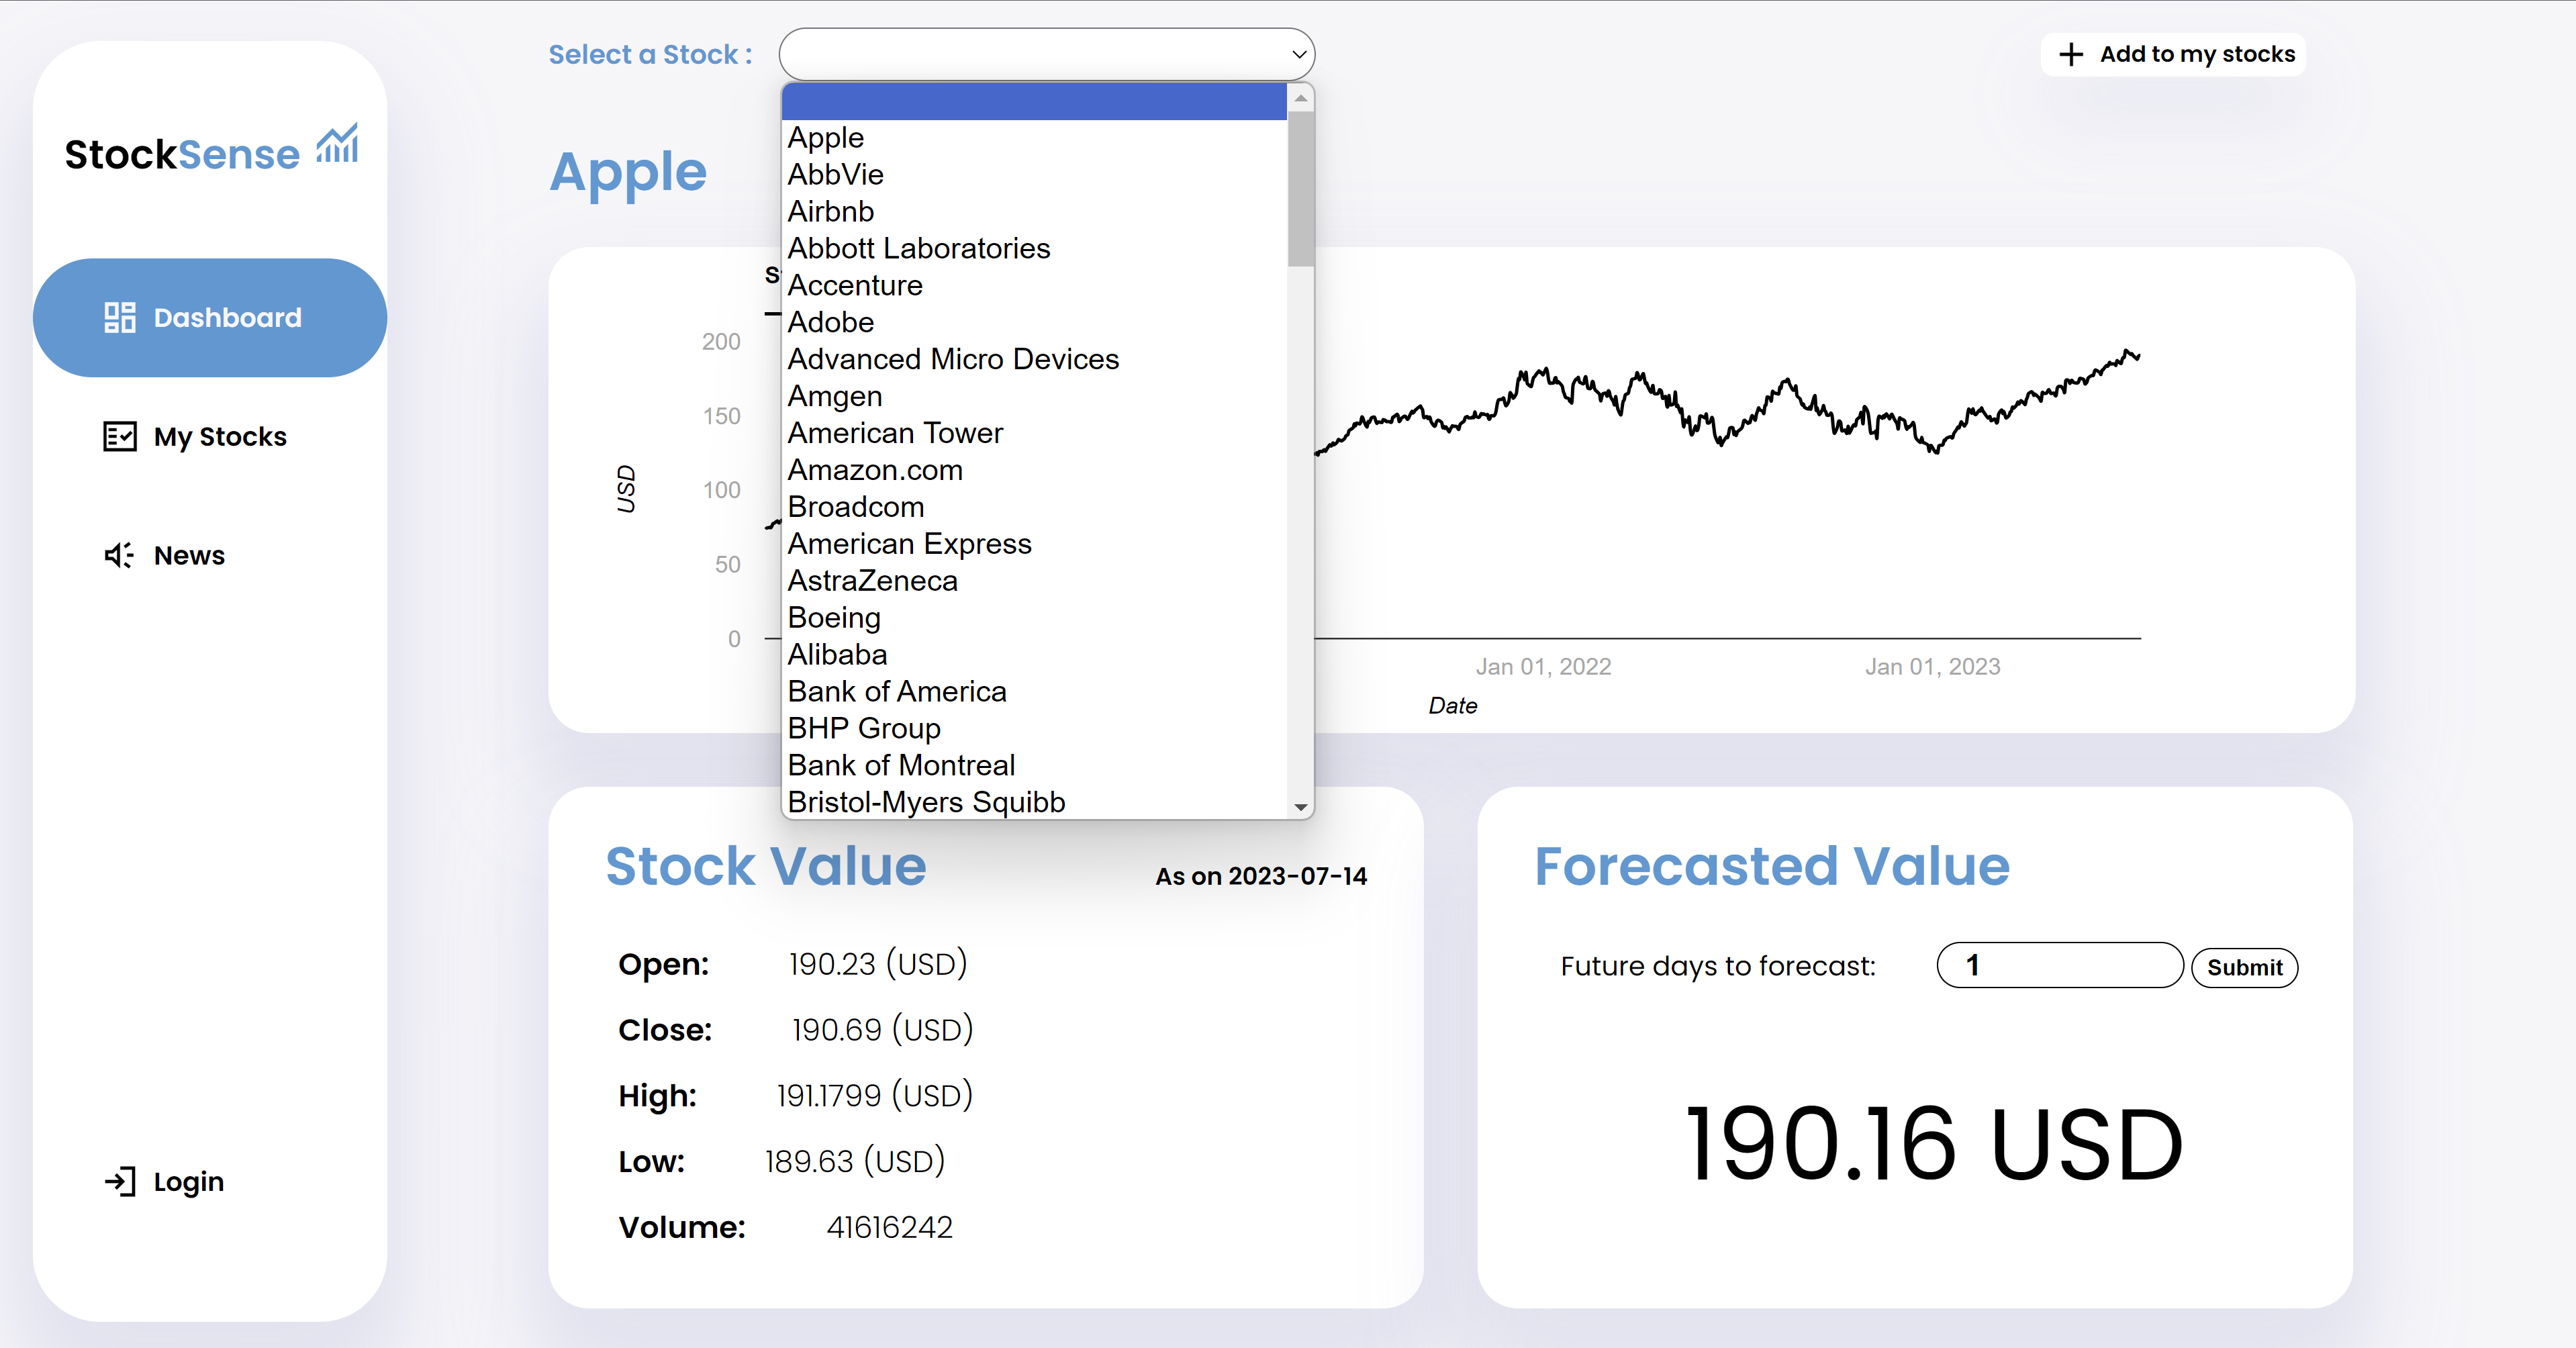 StockSense
Dashboard
My Stocks
News
Login
Select a Stock :
Add to my stocks
Apple
Apple
AbbVie
Airbnb
Abbott Laboratories
Accenture
Adobe
Advanced Micro Devices
Amgen
American Tower
Amazon.com
Broadcom
American Express
AstraZeneca
Boeing
Alibaba
Bank of America
BHP Group
Bank of Montreal
Bristol-Myers Squibb
200
150
100
50
0
USD
Jan 01, 2022
Jan 01, 2023
Date
Stock Value
As on 2023-07-14
Open: 190.23 (USD)
Close: 190.69 (USD)
High: 191.1799 (USD)
Low: 189.63 (USD)
Volume: 41616242
Forecasted Value
Future days to forecast: 1 Submit
190.16 USD